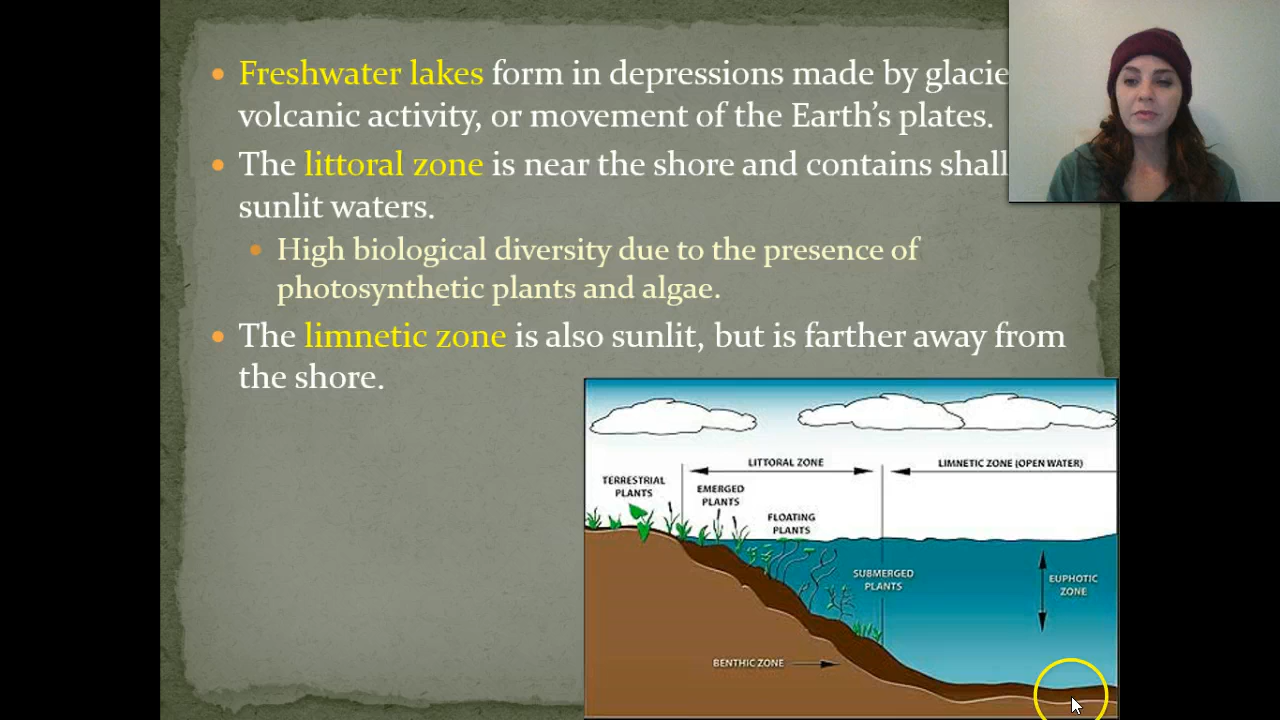 Freshwater lakes form in depressions made by
volcanic activity, or movement of the Earth's plates.
The littoral zone is near the shore and contains
sunlit waters.
High biological diversity due to the presence of
photosynthetic plants and algae.
The limnetic zone is also sunlit, but is farther away from
the shore.
LITTORAL ZONE
LIMNETIC ZONE (OPEN WATER)
TERRESTRIAL
PLANTS
EMERGED
PLANTS
FLOATING
PLANTS
SUBMERGED
PLANTS
EUPHOTIC
ZONE
BENTHIC ZONE